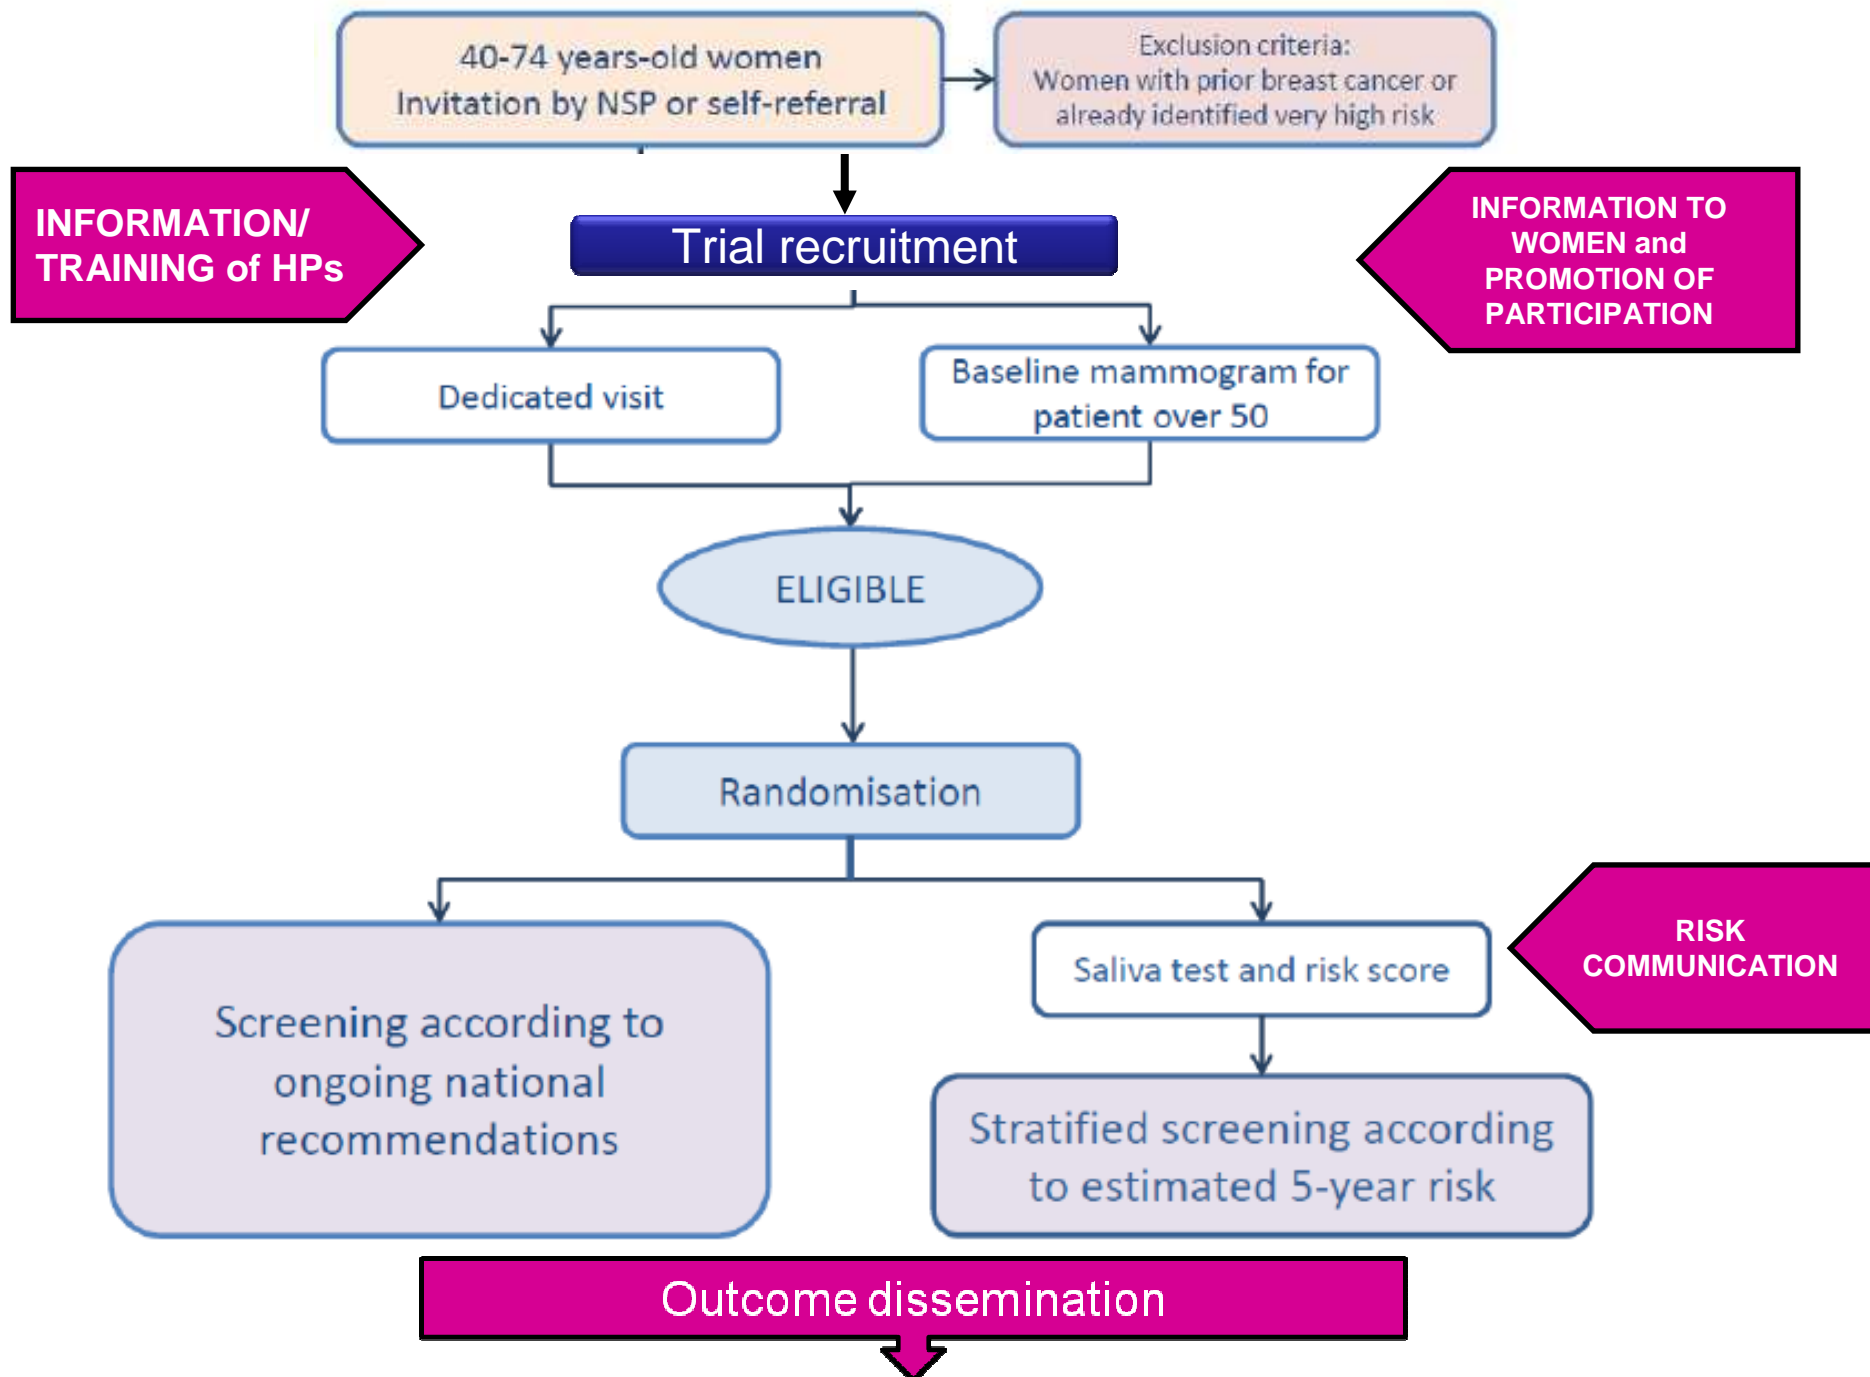 40-74 years-old women
Invitation by NSP or self-referral
Exclusion criteria:
Women with prior breast cancer or
already identified very high risk
INFORMATION/
TRAINING of HPs
Trial recruitment
INFORMATION TO
WOMEN and
PROMOTION OF
PARTICIPATION
Dedicated visit
Baseline mammogram for
patient over 50
ELIGIBLE
Randomisation
Screening according to
ongoing national
recommendations
Saliva test and risk score
RISK
COMMUNICATION
Stratified screening according
to estimated 5-year risk
Outcome dissemination